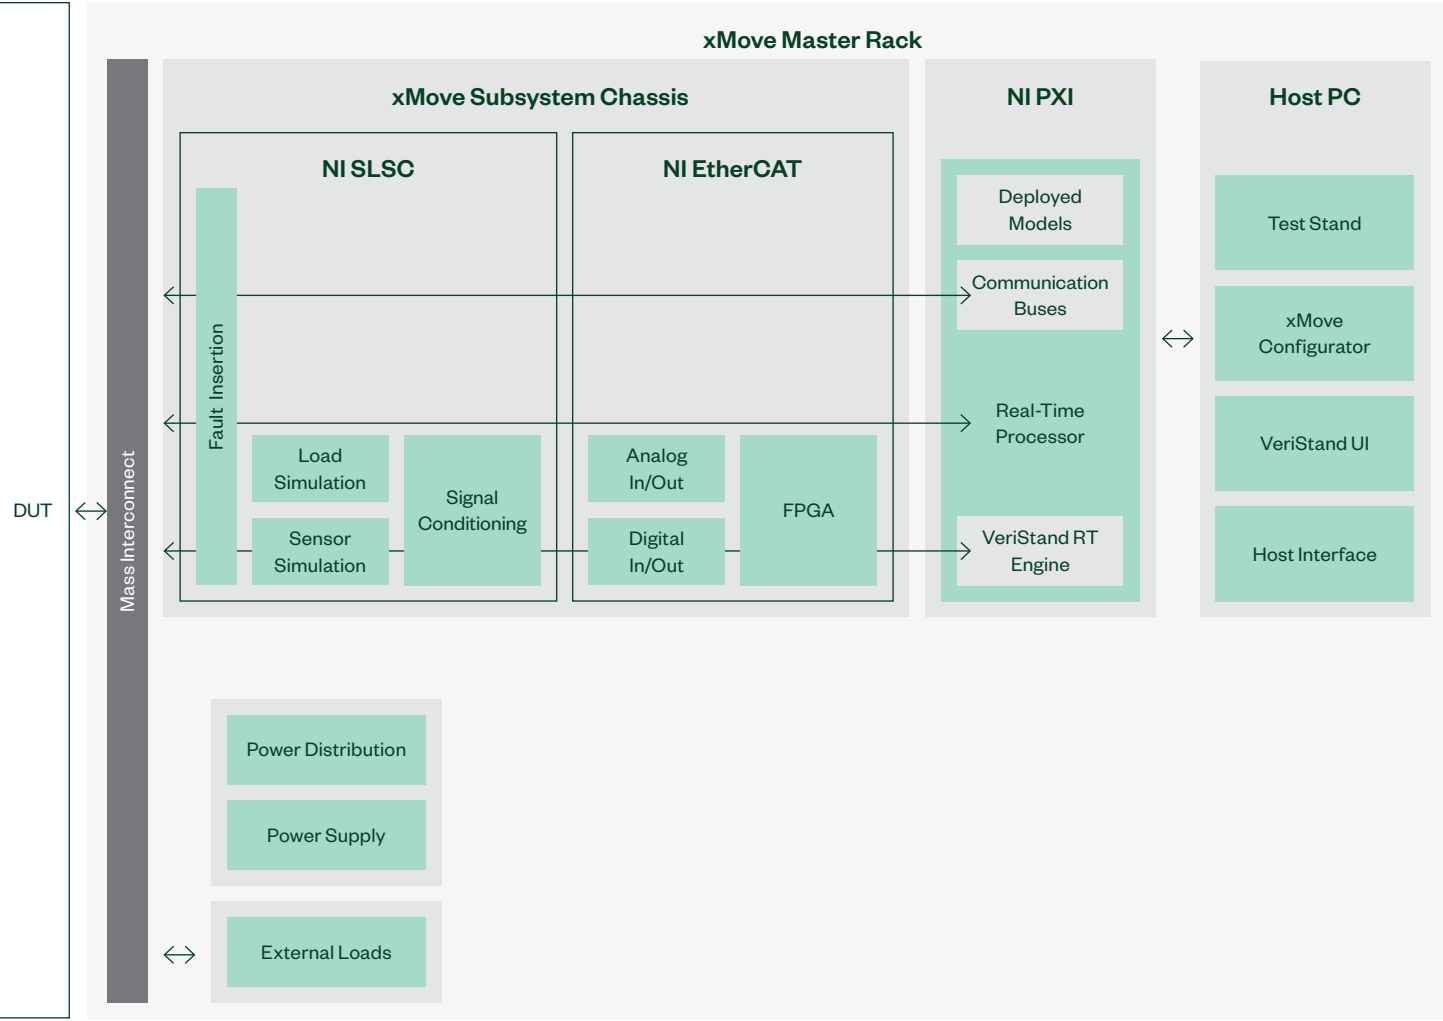 xMove Master Rack
xMove Subsystem Chassis
NI PXI
Host PC
NI SLSC
NI EtherCAT
Deployed
Models
Communication
Buses
Real-Time
Processor
VeriStand RT
Engine
Test Stand
xMove
Configurator
VeriStand UI
Host Interface
Fault Insertion
Load
Simulation
Sensor
Simulation
Signal
Conditioning
Analog
In/Out
Digital
In/Out
FPGA
DUT
Mass Interconnect
Power Distribution
Power Supply
External Loads